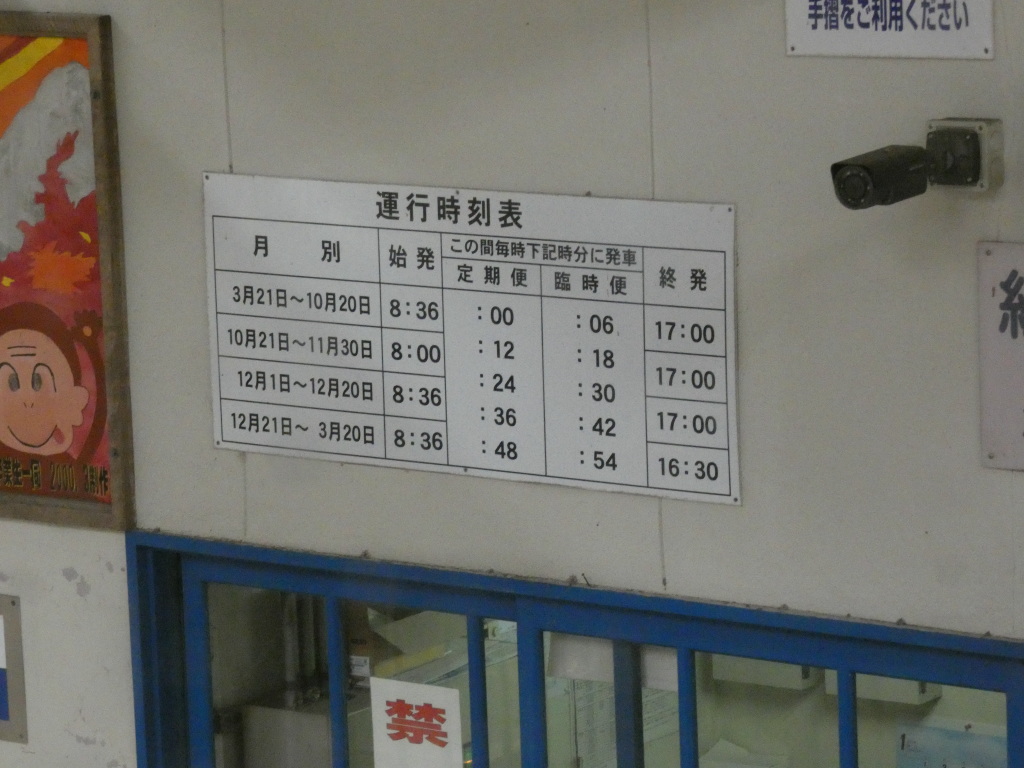 手摺をご利用ください
運行時刻表
月別 始発 この間毎時下記時分に発車 終発
定期便 臨時便
3月21日～10月20日 8:36 17:00
10月21日～11月30日 8:00 17:00
12月1日～12月20日 8:36 17:00
12月21日～ 3月20日 8:36 16:30
:00 :06
:12 :18
:24 :30
:36 :42
:48 :54
2000
制作
禁